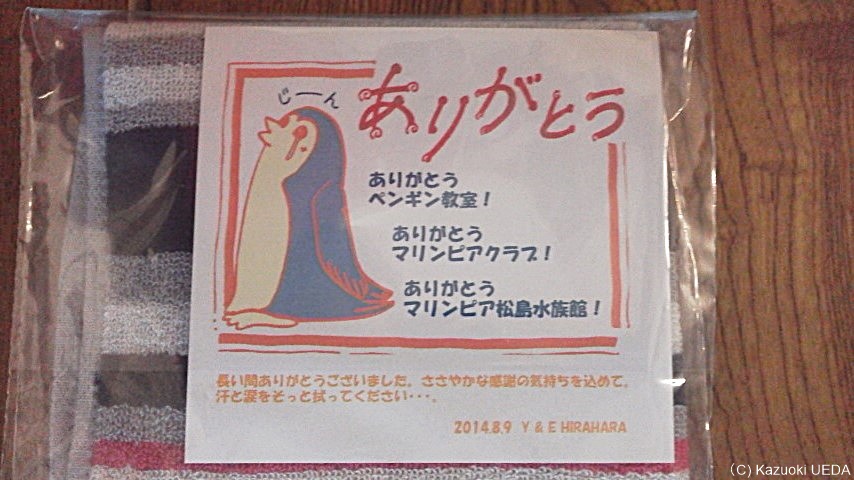 じーん
ありがとう
ありがとう
ペンギン教室！
ありがとう
マリンピアクラブ！
ありがとう
マリンピア松島水族館！
長い間ありがとうございました。ささやかな感謝の気持ちを込めて。
汗と涙をそっと拭ってください・・・。
2014.8.9 Y & E HIRAHARA
(C) Kazuoki UEDA